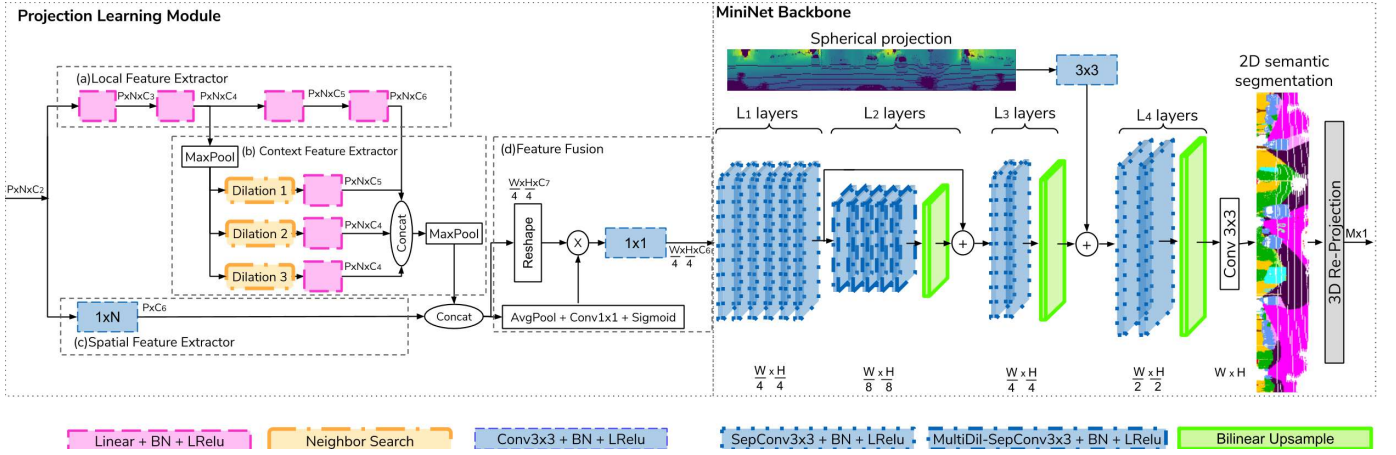 Projection Learning Module
MiniNet Backbone
(a)Local Feature Extractor
PxNxC3
PxNxC4
PxNxC5
PxNxC6
PxNxC2
MaxPool
(b) Context Feature Extractor
Dilation 1
PxNxC5
Dilation 2
PxNxC4
Dilation 3
PxNxC4
Concat
MaxPool
1xN
PxC6
(c)Spatial Feature Extractor
Concat
(d)Feature Fusion
W x H x C7
4 4
Reshape
X
1x1
W x H x C6
4 4
AvgPool + Conv1x1 + Sigmoid
Spherical projection
3x3
L1 layers
L2 layers
L3 layers
L4 layers
+
+
Conv 3x3
2D semantic
segmentation
3D Re-Projection
Mx1
W x H
4 4
W x H
8 8
W x H
4 4
W x H
2 2
W x H
Linear + BN + LRelu
Neighbor Search
Conv3x3 + BN + LRelu
SepConv3x3 + BN + LRelu
MultiDil-SepConv3x3 + BN + LRelu
Bilinear Upsample